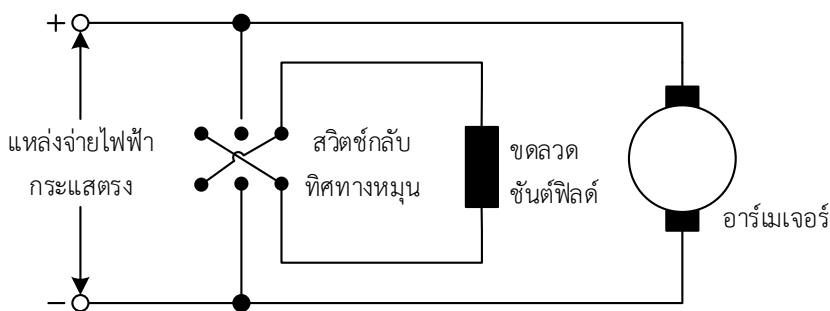 +
แหล่งจ่ายไฟฟ้า
กระแสตรง
−
สวิตช์กลับ
ทิศทางหมุน
ขดลวด
ชันต์ฟิลด์
อาร์เมเจอร์